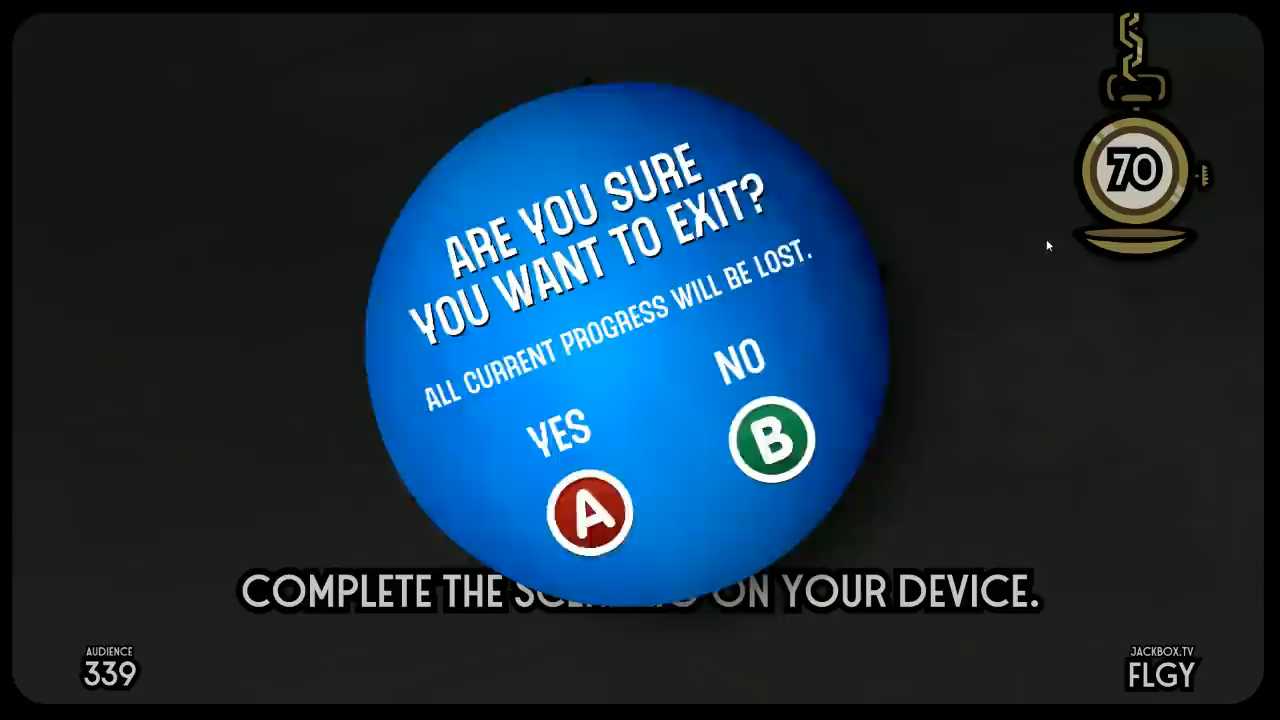 70
ARE YOU SURE
YOU WANT TO EXIT?
ALL CURRENT PROGRESS WILL BE LOST.
YES
NO
A
B
COMPLETE THE ON YOUR DEVICE.
AUDIENCE
339
JACKBOX.TV
FLGY